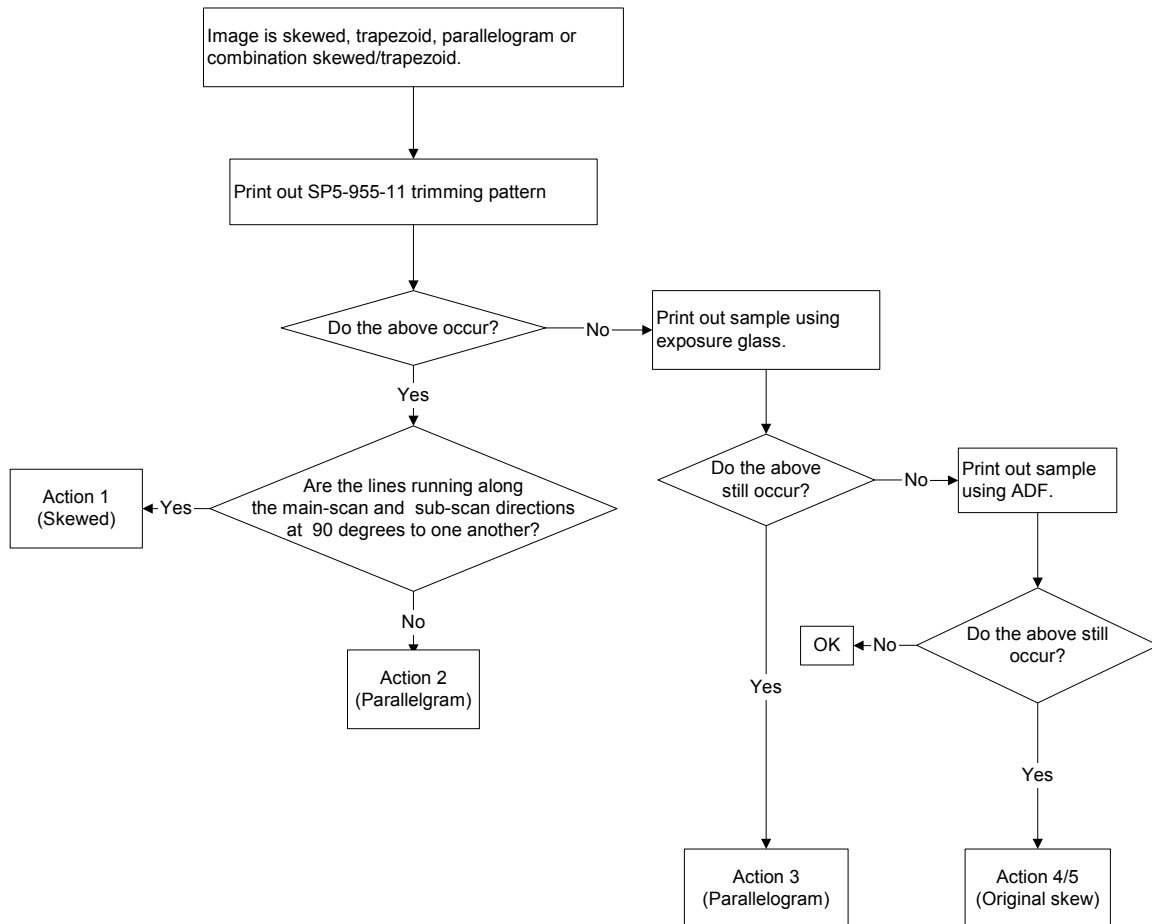 Image is skewed, trapezoid, parallelogram or
combination skewed/trapezoid.
Print out SP5-955-11 trimming pattern
Do the above occur?
No
Print out sample using
exposure glass.
Yes
Are the lines running along
the main-scan and sub-scan directions
at 90 degrees to one another?
Yes
Action 1
(Skewed)
No
Action 2
(Parallelgram)
Do the above
still occur?
No
Print out sample
using ADF.
Yes
Action 3
(Parallelogram)
Do the above still
occur?
No
OK
Yes
Action 4/5
(Original skew)